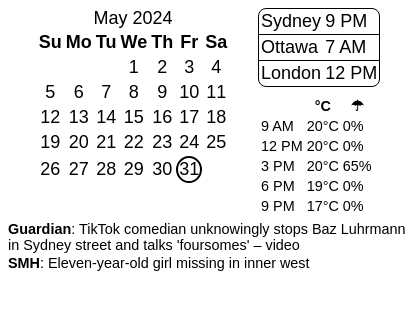 May 2024
Su Mo Tu We Th Fr Sa
1 2 3 4
5 6 7 8 9 10 11
12 13 14 15 16 17 18
19 20 21 22 23 24 25
26 27 28 29 30 31
Sydney 9 PM
Ottawa 7 AM
London 12 PM
°C ☂
9 AM 20°C 0%
12 PM 20°C 0%
3 PM 20°C 65%
6 PM 19°C 0%
9 PM 17°C 0%
Guardian: TikTok comedian unknowingly stops Baz Luhrmann
in Sydney street and talks 'foursomes' – video
SMH: Eleven-year-old girl missing in inner west